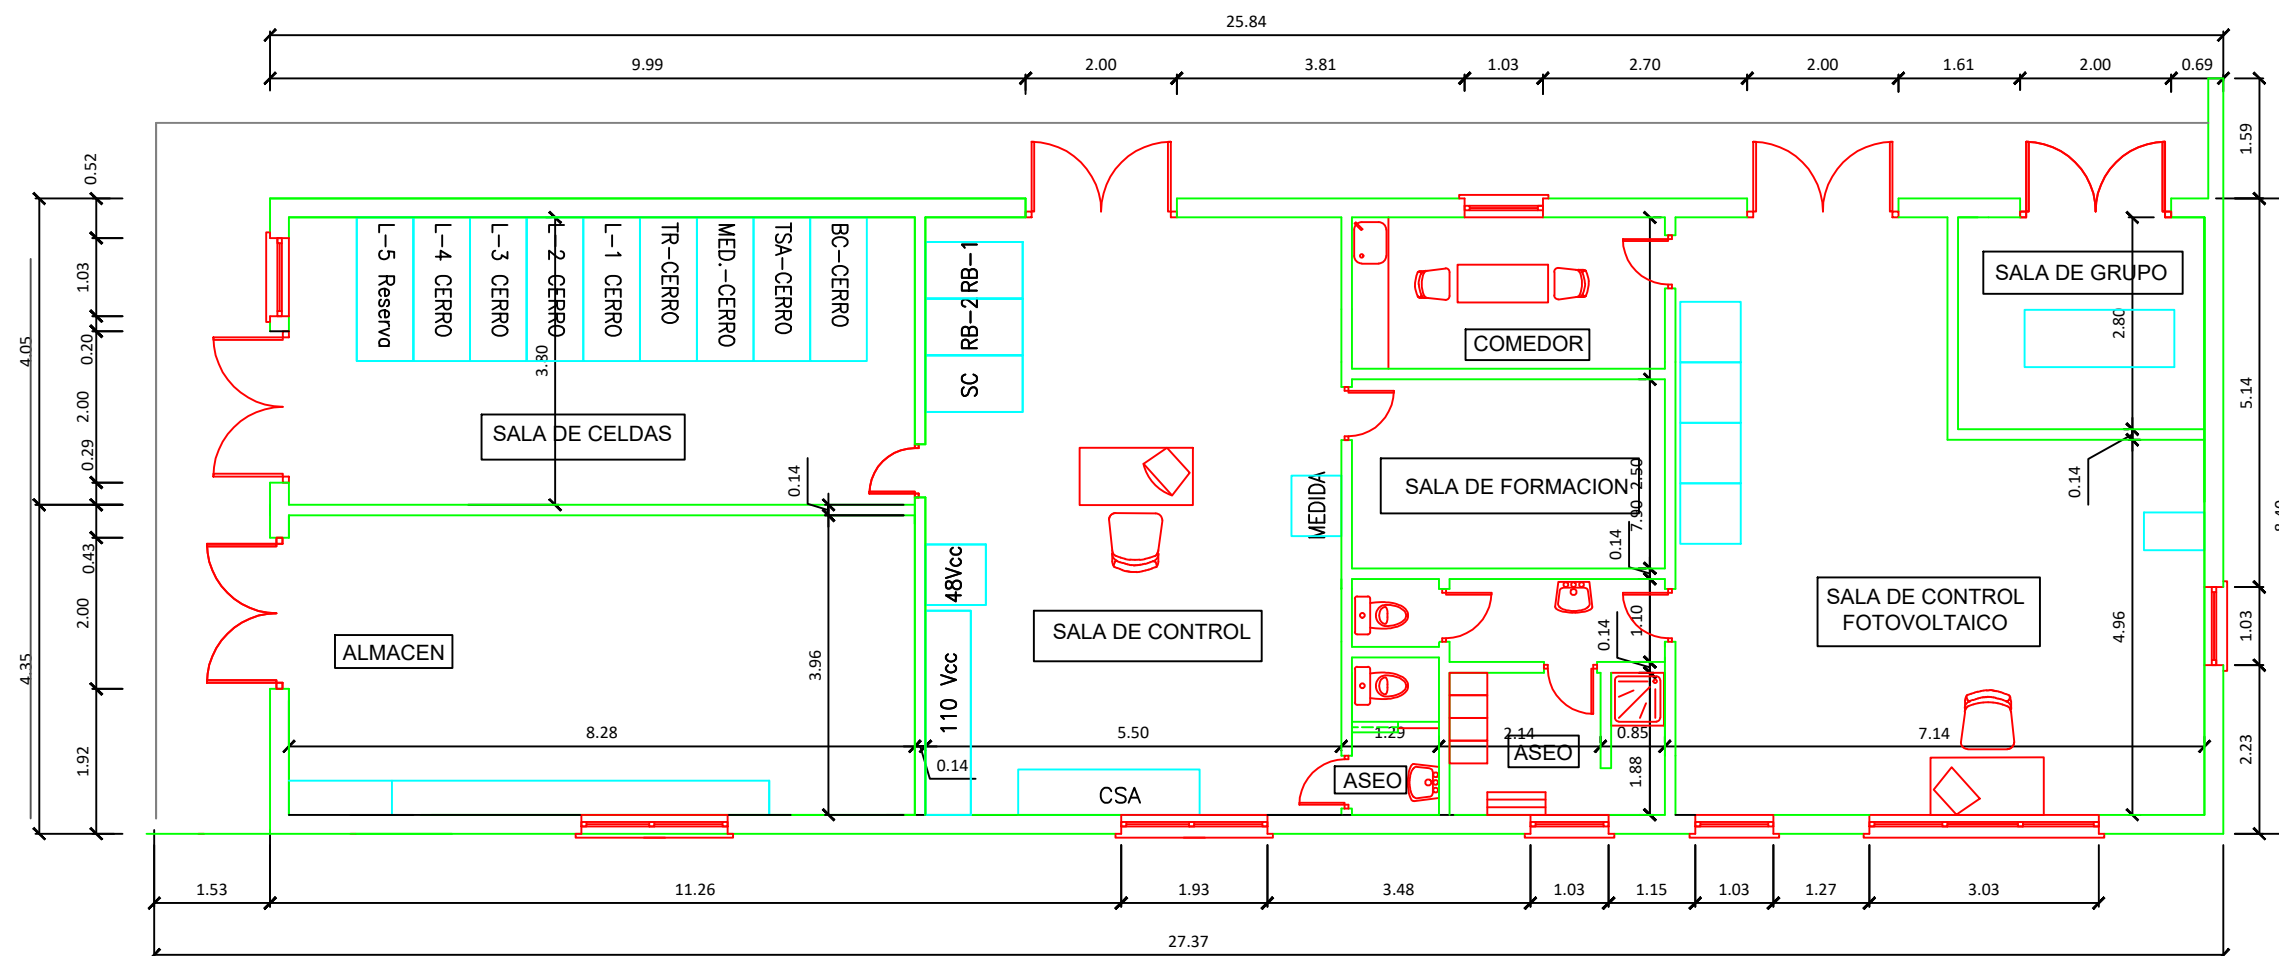 25.84
9.99
2.00
3.81
1.03
2.70
2.00
1.61
2.00
0.69
1.59
0.52
1.03
0.20
2.00
0.29
0.43
2.00
1.92
4.05
4.35
L-5 Reserva
L-4 CERRO
L-3 CERRO
L-2 CERRO
L-1 CERRO
TR-CERRO
MED.-CERRO
TSA-CERRO
BC-CERRO
3.80
SALA DE CELDAS
0.14
RB-1
RB-2
SC
COMEDOR
SALA DE GRUPO
2.80
0.14
5.14
MEDIDA
SALA DE FORMACION
2.50
7.90
0.14
48Vcc
110 Vcc
SALA DE CONTROL
ALMACEN
3.96
0.14
1.10
SALA DE CONTROL
FOTOVOLTAICO
4.96
1.03
2.23
8.28
0.14
5.50
1.29
2.14
0.85
7.14
ASEO
ASEO
1.88
CSA
1.53
11.26
1.93
3.48
1.03
1.15
1.03
1.27
3.03
27.37